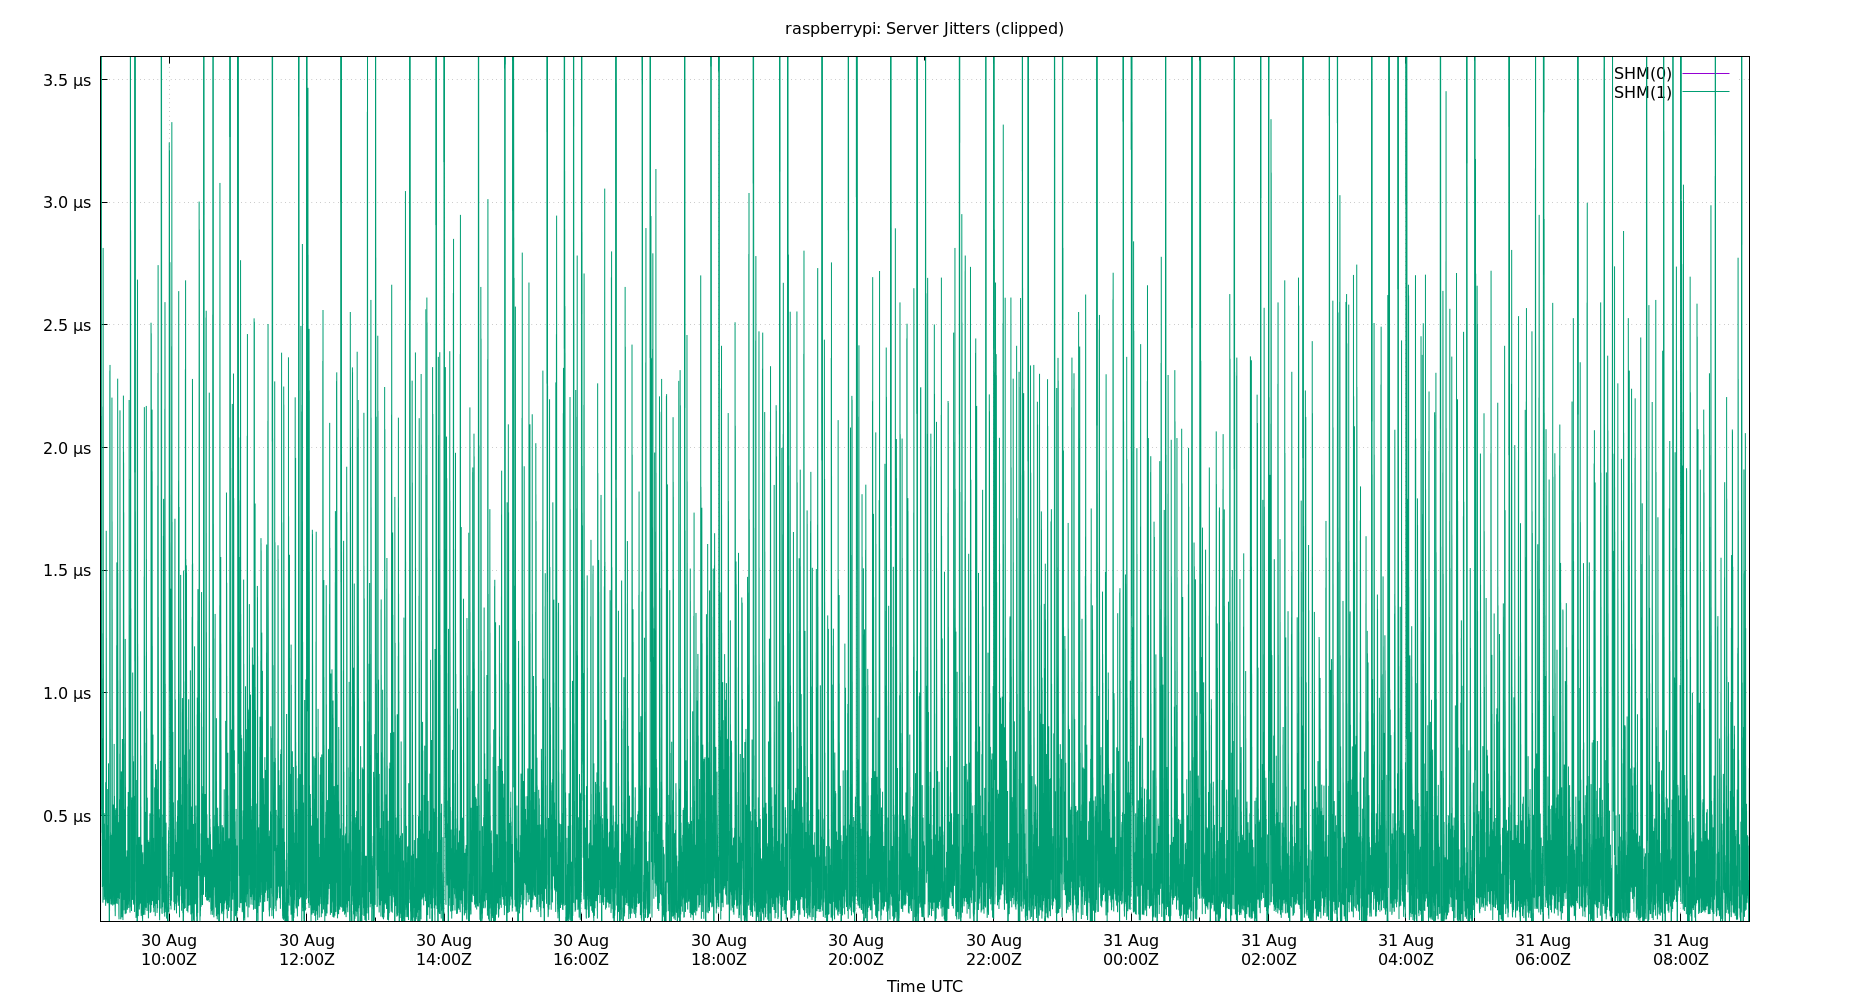 raspberrypi: Server Jitters (clipped)
SHM(0)
SHM(1)
3.5 µs
3.0 µs
2.5 µs
2.0 µs
1.5 µs
1.0 µs
0.5 µs
30 Aug 30 Aug 30 Aug 30 Aug 30 Aug 30 Aug 30 Aug 31 Aug 31 Aug 31 Aug 31 Aug 31 Aug
10:00Z 12:00Z 14:00Z 16:00Z 18:00Z 20:00Z 22:00Z 00:00Z 02:00Z 04:00Z 06:00Z 08:00Z
Time UTC